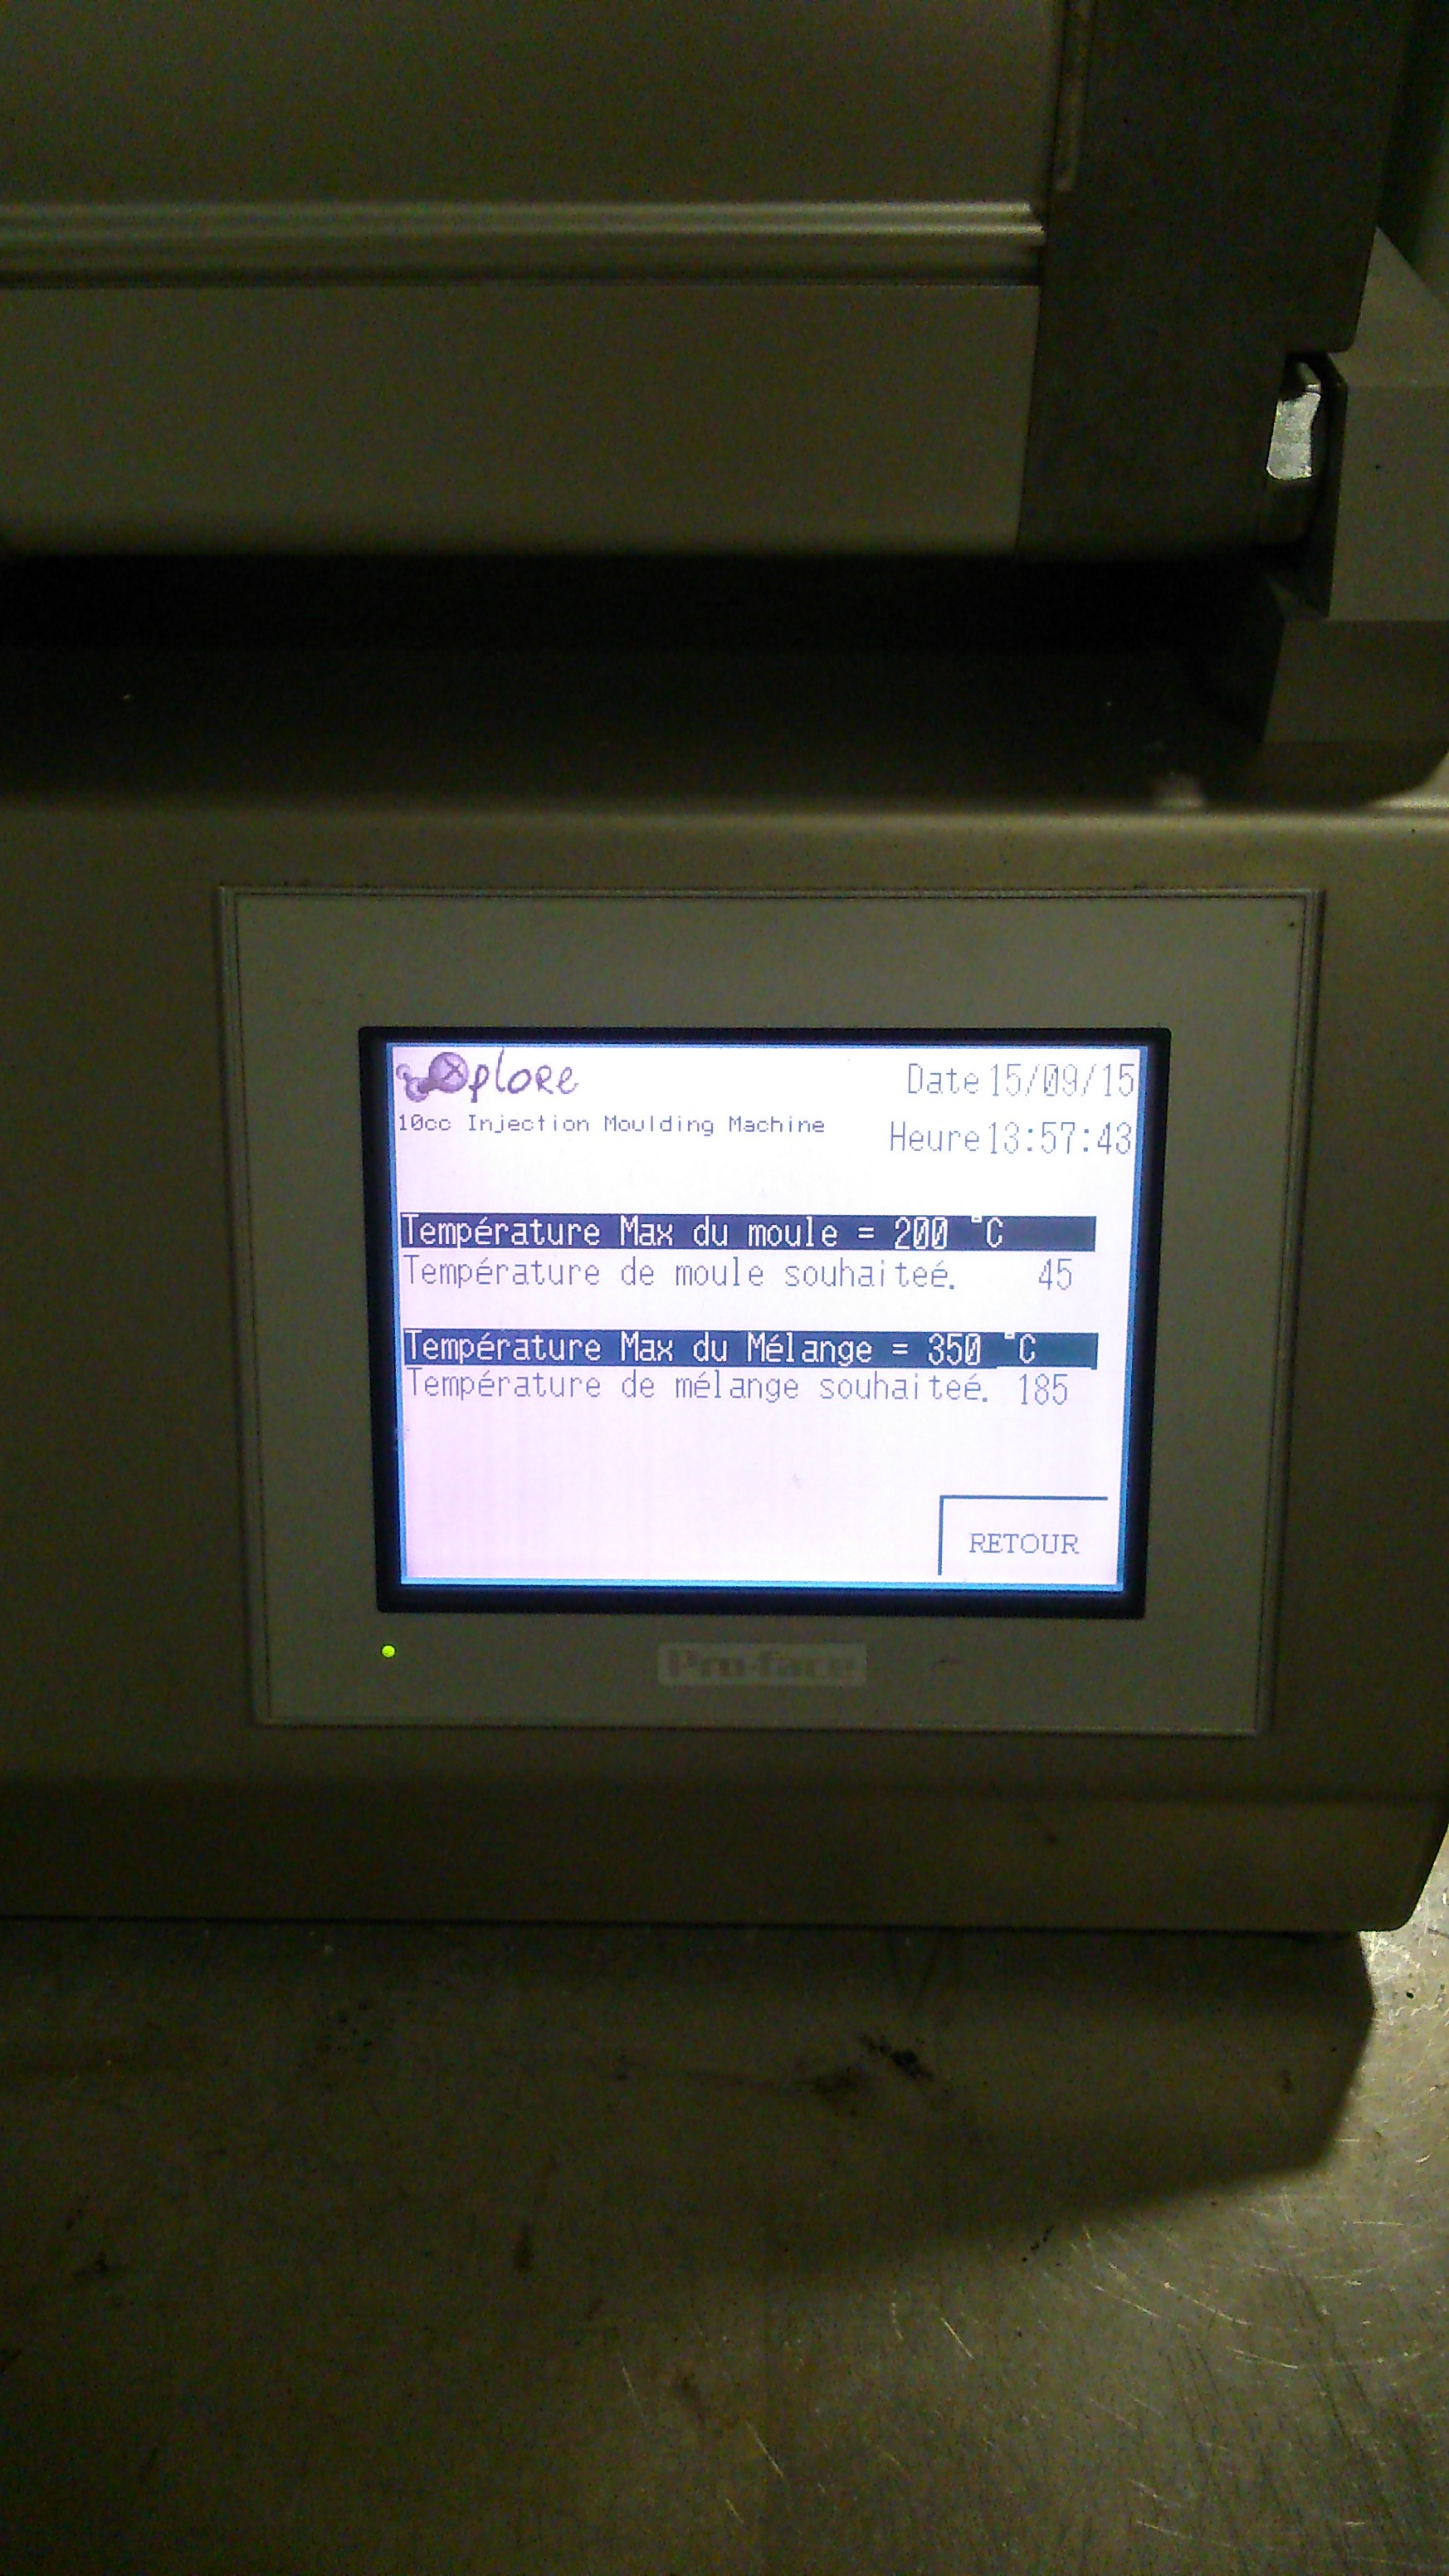 Xplore
Date 15/09/15
10cc Injection Moulding Machine
Heure 13:57:43
Température Max du moule = 200 °C
Température de moule souhaiteé. 45
Température Max du Mélange = 350 °C
Température de mélange souhaiteé. 185
RETOUR
Pro-face